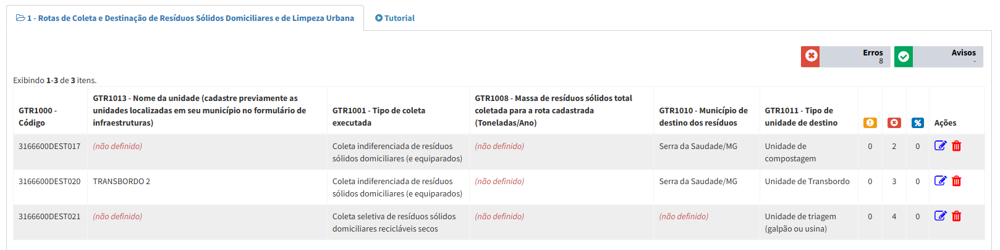 1 - Rotas de Coleta e Destinação de Resíduos Sólidos Domiciliares e de Limpeza Urbana
Tutorial
Erros
8
Avisos
-
Exibindo 1-3 de 3 itens.
GTR1000 -
Código
GTR1013 - Nome da unidade (cadastre previamente as
unidades localizadas em seu município no formulário de
infraestruturas)
GTR1001 - Tipo de coleta
executada
GTR1008 - Massa de resíduos sólidos total
coletada para a rota cadastrada
(Toneladas/Ano)
GTR1010 - Município de
destino dos resíduos
GTR1011 - Tipo de
unidade de destino
Ações
3166600DEST017
(não definido)
Coleta indiferenciada de resíduos
sólidos domiciliares (e equiparados)
(não definido)
Serra da Saudade/MG
Unidade de
compostagem
0
2
0
3166600DEST020
TRANSBORDO 2
Coleta indiferenciada de resíduos
sólidos domiciliares (e equiparados)
(não definido)
Serra da Saudade/MG
Unidade de Transbordo
0
3
0
3166600DEST021
(não definido)
Coleta seletiva de resíduos sólidos
domiciliares recicláveis secos
(não definido)
(não definido)
Unidade de triagem
(galpão ou usina)
0
4
0